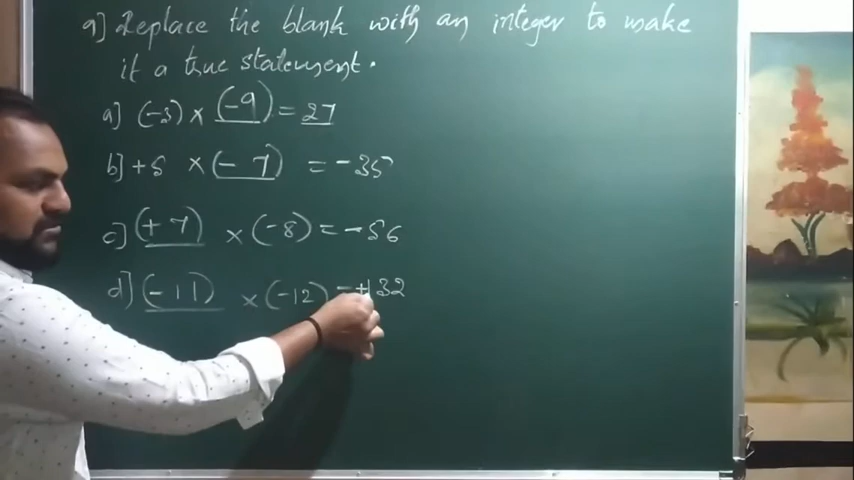 9] Replace the blank with an integer to make
it a true statement.
a] (-3) × (-9) = 27
b] +5 × (- 7) = -35
c] (+ 7) × (-8) = -56
d] (-11) × (-12) = +132